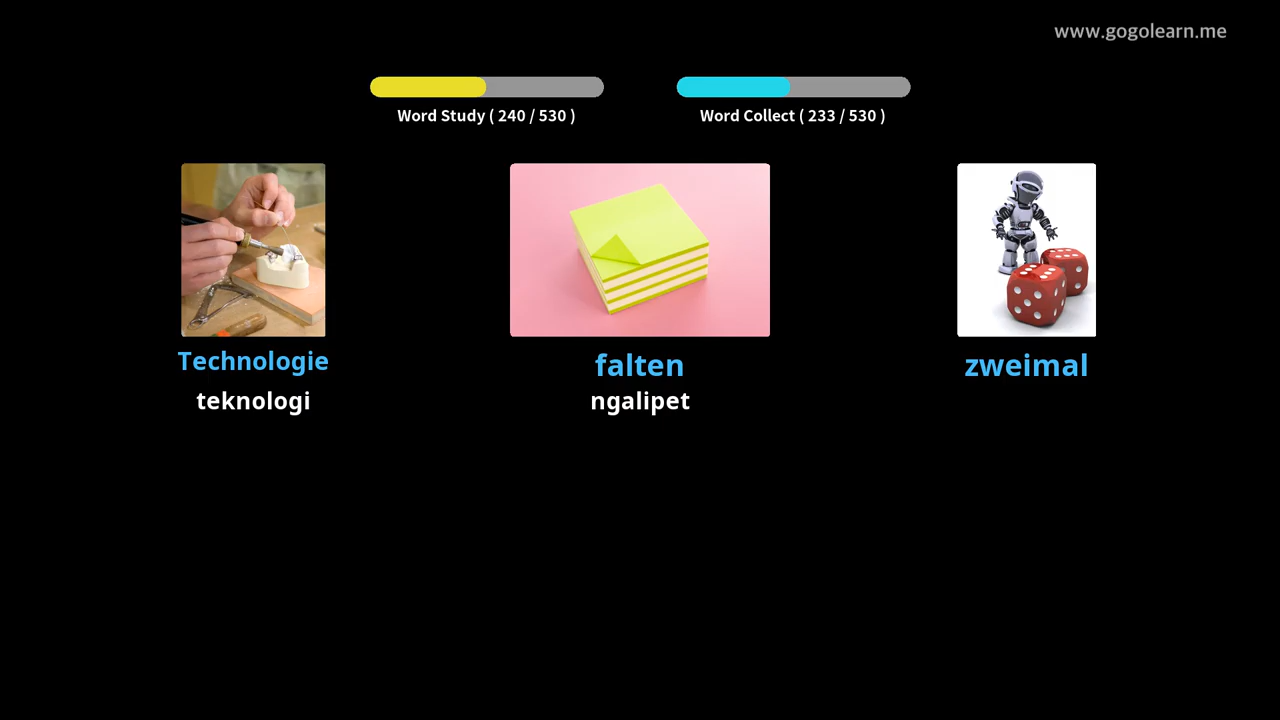 www.gogolearn.me
Word Study ( 240 / 530 )
Word Collect ( 233 / 530 )
Technologie
teknologi
falten
ngalipet
zweimal